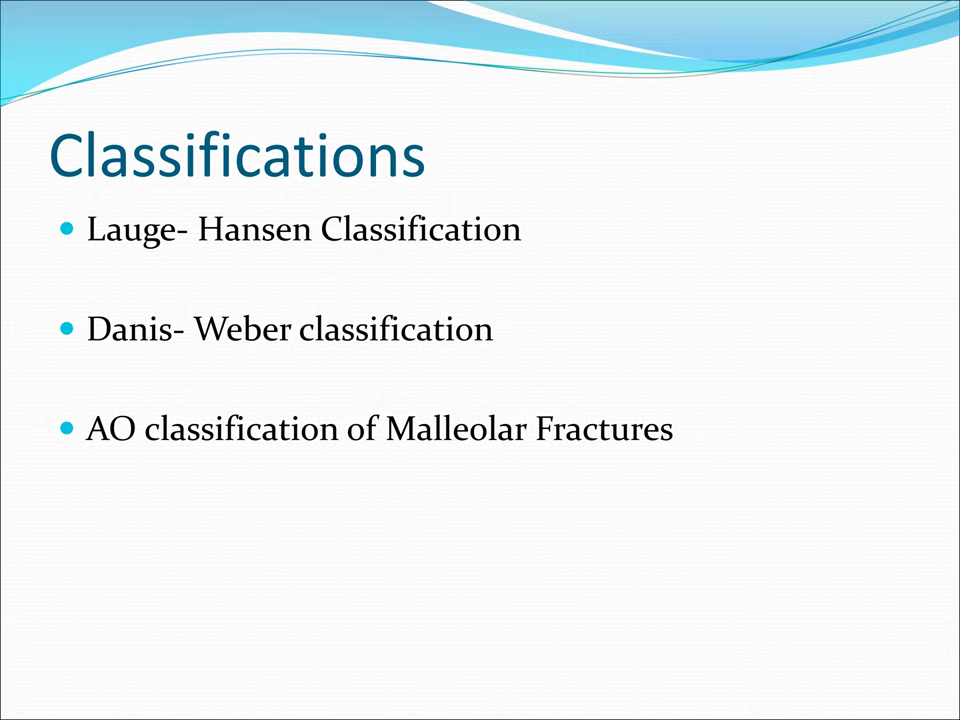 Classifications
• Lauge- Hansen Classification
• Danis- Weber classification
• AO classification of Malleolar Fractures